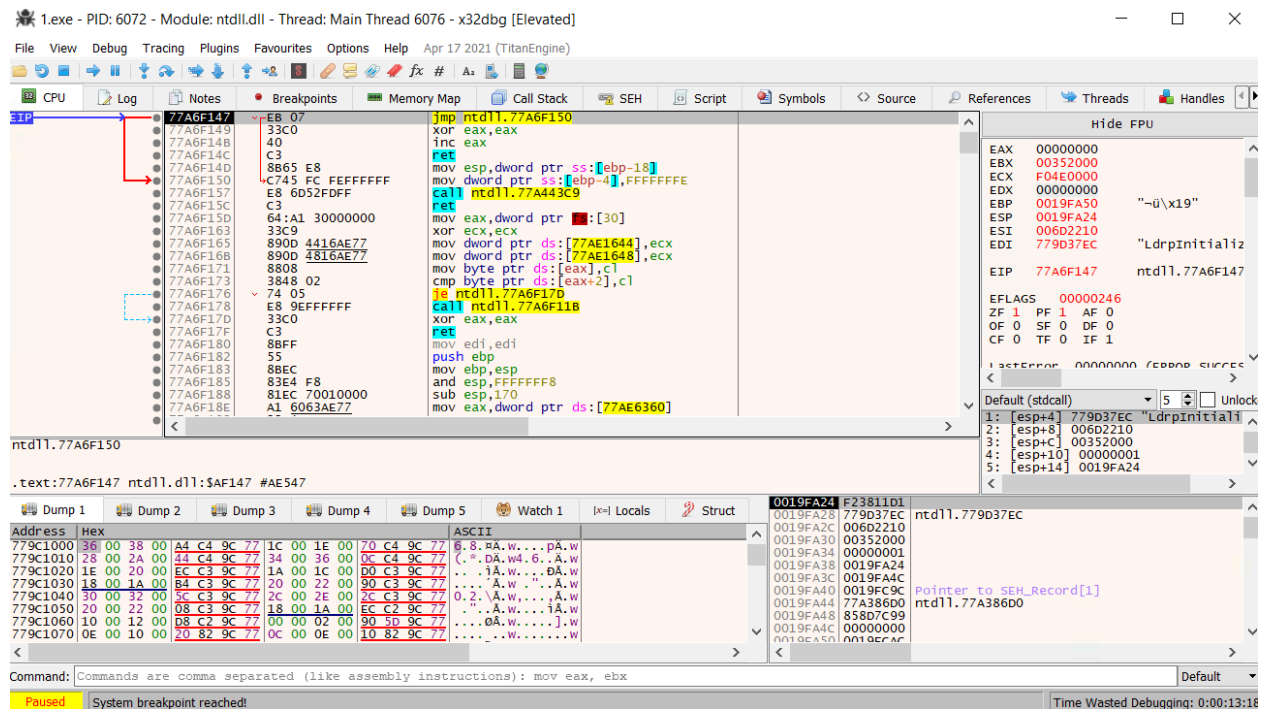 1.exe - PID: 6072 - Module: ntdll.dll - Thread: Main Thread 6076 - x32dbg [Elevated]
File View Debug Tracing Plugins Favourites Options Help Apr 17 2021 (TitanEngine)
CPU Log Notes Breakpoints Memory Map Call Stack SEH Script Symbols Source References Threads Handles
EIP 77A6F147 EB 07 jmp ntdll.77A6F150
77A6F149 33C0 xor eax,eax
77A6F14B 40 inc eax
77A6F14C C3 ret
77A6F14D 8B65 E8 mov esp,dword ptr ss:[ebp-18]
77A6F150 C745 FC FEFFFFFF mov dword ptr ss:[ebp-4],FFFFFFFE
77A6F157 E8 6D52FDFF call ntdll.77A443C9
77A6F15C C3 ret
77A6F15D 64:A1 30000000 mov eax,dword ptr fs:[30]
77A6F163 33C9 xor ecx,ecx
77A6F165 890D 4416AE77 mov dword ptr ds:[77AE1644],ecx
77A6F16B 890D 4816AE77 mov dword ptr ds:[77AE1648],ecx
77A6F171 8808 mov byte ptr ds:[eax],cl
77A6F173 3848 02 cmp byte ptr ds:[eax+2],cl
77A6F176 74 05 je ntdll.77A6F17D
77A6F178 E8 9EFFFFFF call ntdll.77A6F11B
77A6F17D 33C0 xor eax,eax
77A6F17F C3 ret
77A6F180 8BFF mov edi,edi
77A6F182 55 push ebp
77A6F183 8BEC mov ebp,esp
77A6F185 83E4 F8 and esp,FFFFFFF8
77A6F188 81EC 70010000 sub esp,170
77A6F18E A1 6063AE77 mov eax,dword ptr ds:[77AE6360]
Hide FPU
EAX 00000000
EBX 00352000
ECX F04E0000
EDX 00000000
EBP 0019FA50 "¬ü\x19"
ESP 0019FA24
ESI 006D2210
EDI 779D37EC "LdrpInitializ
EIP 77A6F147 ntdll.77A6F147
EFLAGS 00000246
ZF 1 PF 1 AF 0
OF 0 SF 0 DF 0
CF 0 TF 0 IF 1
LastError 00000000 (ERROR_SUCCES
Default (stdcall) 5 Unlock
1: [esp+4] 779D37EC "LdrpInitiali
2: [esp+8] 006D2210
3: [esp+C] 00352000
4: [esp+10] 00000001
5: [esp+14] 0019FA24
ntdll.77A6F150
.text:77A6F147 ntdll.dll:$AF147 #AE547
Dump 1 Dump 2 Dump 3 Dump 4 Dump 5 Watch 1 [x=] Locals Struct
Address Hex ASCII
779C1000 36 00 38 00 A4 C4 9C 77 1C 00 1E 00 70 C4 9C 77 6.8.¤Ä.w....pÄ.w
779C1010 28 00 2A 00 44 C4 9C 77 34 00 36 00 0C C4 9C 77 (.*.DÄ.w4.6..Ä.w
779C1020 1E 00 20 00 EC C3 9C 77 1A 00 1C 00 D0 C3 9C 77 .. .ìÃ.w....ÐÃ.w
779C1030 18 00 1A 00 B4 C3 9C 77 20 00 22 00 90 C3 9C 77 ....´Ã.w ."..Ã.w
779C1040 30 00 32 00 5C C3 9C 77 2C 00 2E 00 2C C3 9C 77 0.2.\Ã.w,...,Ã.w
779C1050 20 00 22 00 08 C3 9C 77 18 00 1A 00 EC C2 9C 77  ."..Ã.w....ìÂ.w
779C1060 10 00 12 00 D8 C2 9C 77 00 00 02 00 90 5D 9C 77 ....ØÂ.w.....].w
779C1070 0E 00 10 00 20 82 9C 77 0C 00 0E 00 10 82 9C 77 .... ..w.......w
0019FA24 F23811D1
0019FA28 779D37EC ntdll.779D37EC
0019FA2C 006D2210
0019FA30 00352000
0019FA34 00000001
0019FA38 0019FA24
0019FA3C 0019FA4C
0019FA40 0019FC9C Pointer to SEH_Record[1]
0019FA44 77A386D0 ntdll.77A386D0
0019FA48 858D7C99
0019FA4C 00000000
0019FA50 0019FCAC
Command: Commands are comma separated (like assembly instructions): mov eax, ebx Default
Paused System breakpoint reached! Time Wasted Debugging: 0:00:13:18